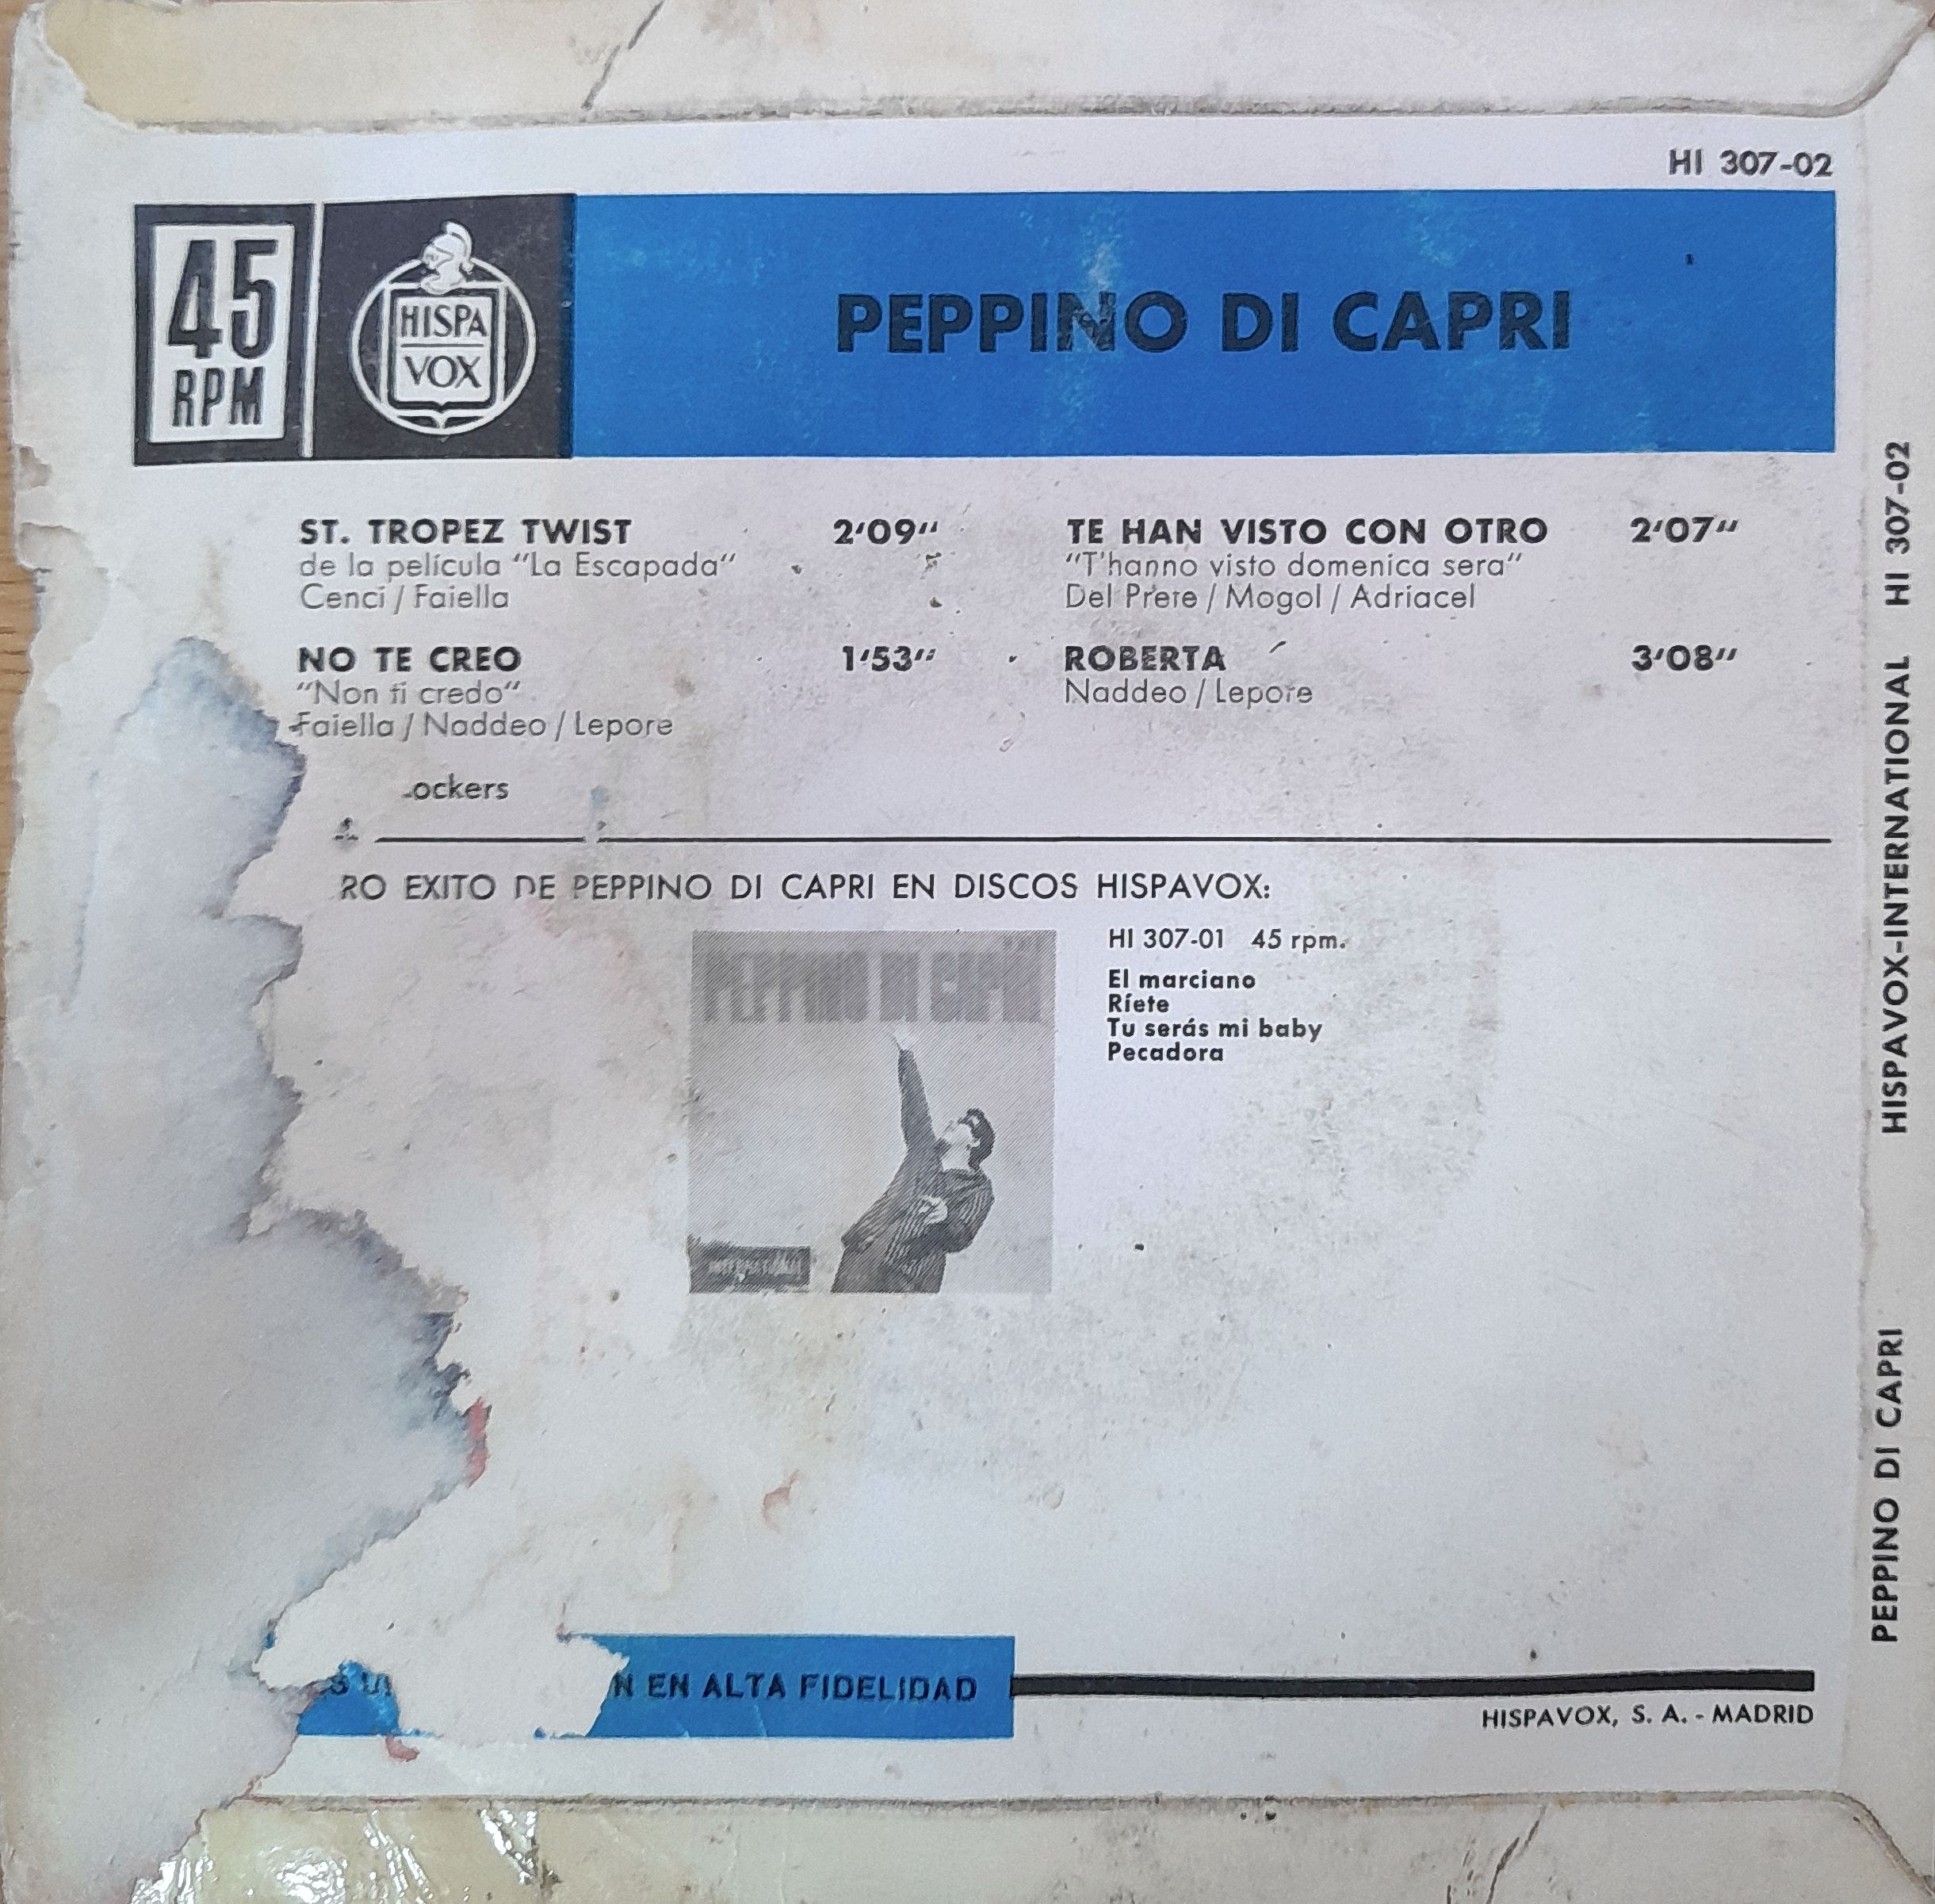 HI 307-02
45
RPM
HISPA
VOX
PEPPINO DI CAPRI
ST. TROPEZ TWIST 2'09"
de la película "La Escapada"
Cenci / Faiella
NO TE CREO 1'53"
"Non ti credo"
Faiella / Naddeo / Lepore
ockers
TE HAN VISTO CON OTRO 2'07"
"T'hanno visto domenica sera"
Del Prete / Mogol / Adriacel
ROBERTA 3'08"
Naddeo / Lepore
RO EXITO DE PEPPINO DI CAPRI EN DISCOS HISPAVOX:
PEPPINO DI CAPRI
INTERNATIONAL
HI 307-01 45 rpm.
El marciano
Ríete
Tu serás mi baby
Pecadora
N EN ALTA FIDELIDAD
HISPAVOX, S. A. - MADRID
PEPPINO DI CAPRI HISPAVOX-INTERNATIONAL HI 307-02